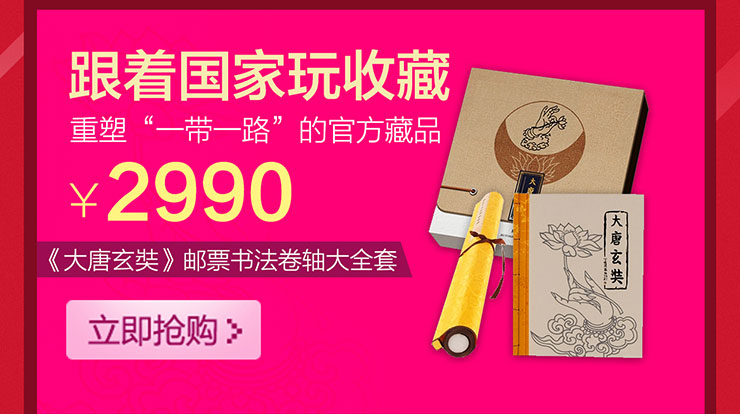 跟着国家玩收藏
重塑“一带一路”的官方藏品
￥2990
《大唐玄奘》邮票书法卷轴大全套
立即抢购
大唐玄奘